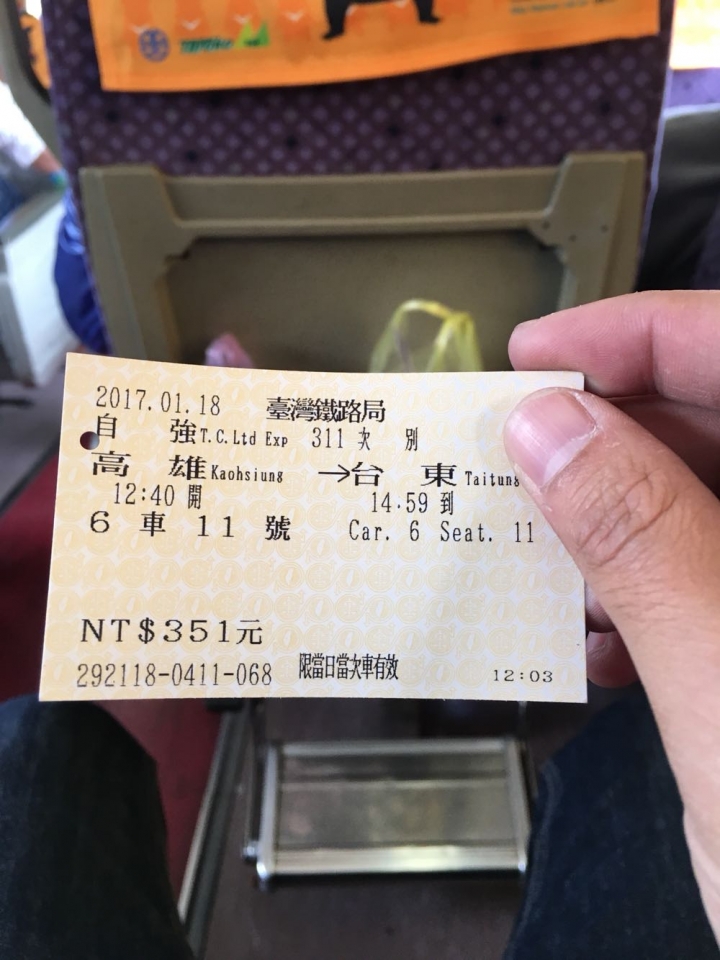 2017.01.18 臺灣鐵路局
自 強 T.C.Ltd Exp 311 次 別
高 雄 Kaohsiung →台 東 Taitung
12:40 開 14.59 到
6 車 11 號 Car. 6 Seat. 11
NT$351元
292118-0411-068 限當日當次車有效 12:03